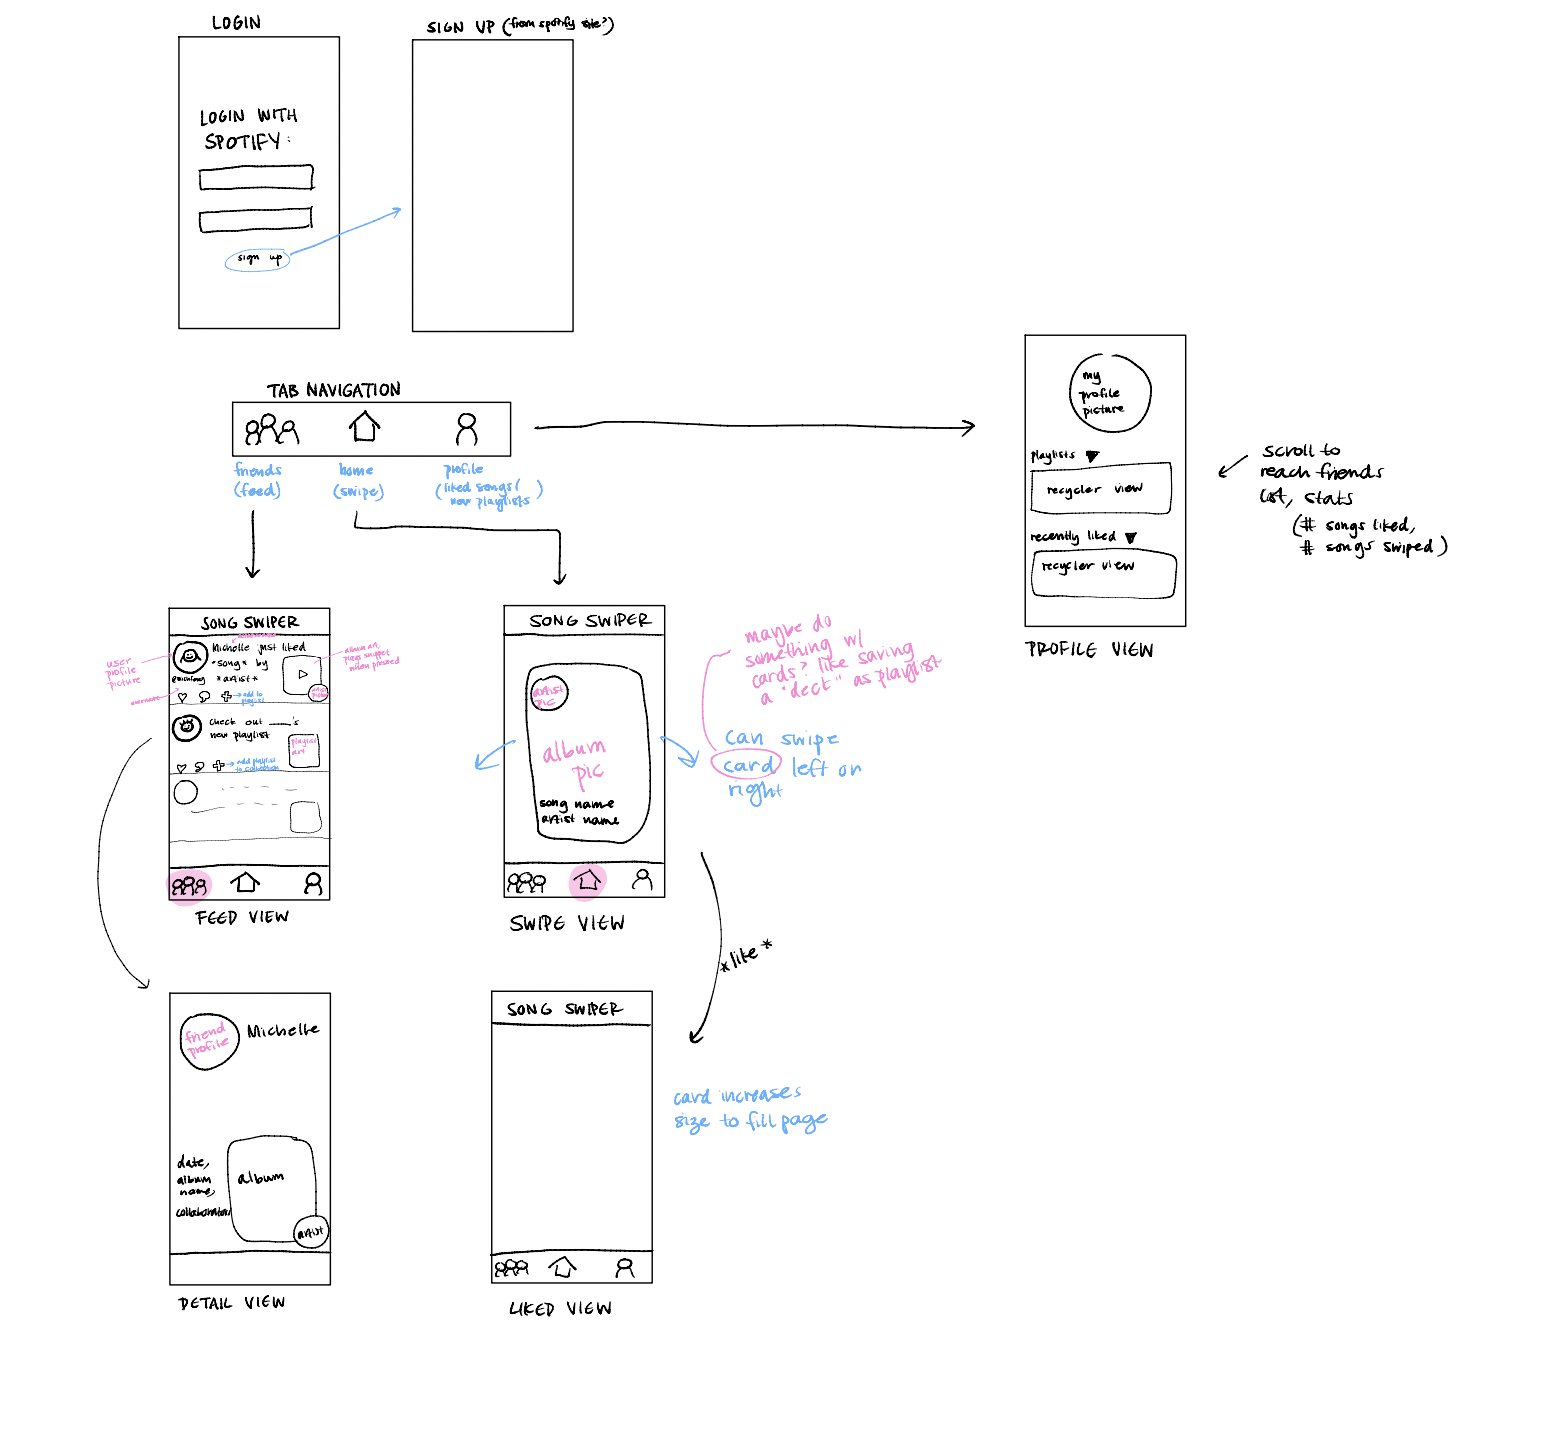 LOGIN
SIGN UP (from spotify site?)
LOGIN WITH
SPOTIFY:
sign up
TAB NAVIGATION
friends
(feed)
home
(swipe)
profile
(liked songs/
new playlists)
my
profile
picture
playlists
recycler view
recently liked
recycler view
PROFILE VIEW
scroll to
reach friends
list, stats
(# songs liked,
# songs swiped)
SONG SWIPER
Michelle just liked
*song* by
*artist*
user
profile
picture
username
album art,
plays snippet
when pressed
artist
picture
add to
playlist
check out ___'s
new playlist
playlist
art
add playlist
to collection
FEED VIEW
SONG SWIPER
artist
pic
album
pic
song name
artist name
SWIPE VIEW
maybe do
something w/
cards? like saving
a "deck" as playlist
can swipe
card left or
right
*like*
friend
profile
Michelle
date,
album
name,
collaborators
album
artist
DETAIL VIEW
SONG SWIPER
card increases
size to fill page
LIKED VIEW